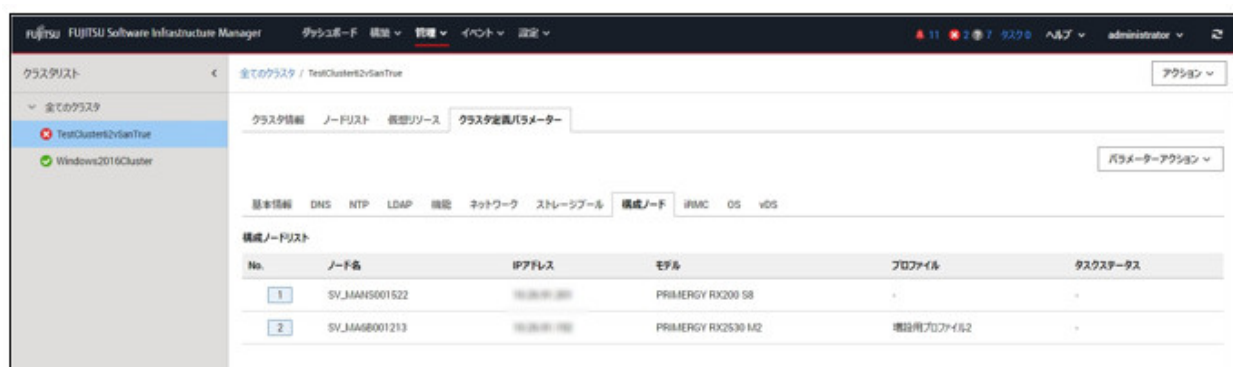 FUJITSU FUJITSU Software Infrastructure Manager ダッシュボード 構築 管理 イベント 設定 11 2 7 タスク 0 ヘルプ administrator
クラスタリスト
全てのクラスタ / TestCluster62vSanTrue アクション
全てのクラスタ
TestCluster62vSanTrue
Windows2016Cluster
クラスタ情報 ノードリスト 仮想リソース クラスタ定義パラメーター
パラメーターアクション
基本情報 DNS NTP LDAP 機能 ネットワーク ストレージプール 構成ノード iRMC OS vDS
構成ノードリスト
No. ノード名 IPアドレス モデル プロファイル タスクステータス
1 SV_MANS001522 PRIMERGY RX200 S8 - -
2 SV_MA6B001213 PRIMERGY RX2530 M2 増設用プロファイル2 -